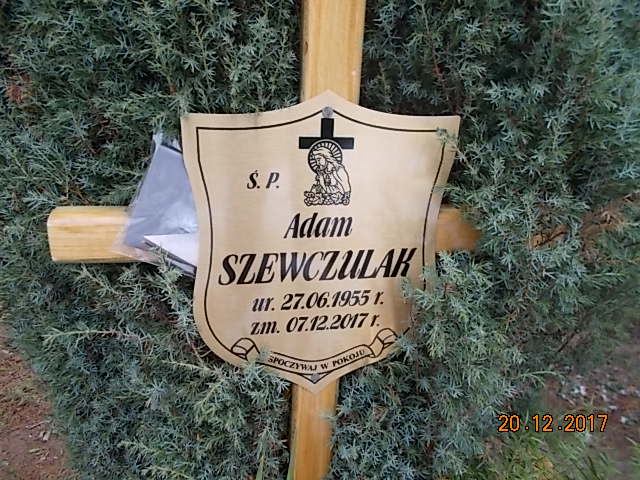 Ś. P.
Adam
SZEWCZULAK
ur. 27.06.1955 r.
zm. 07.12.2017 r.
SPOCZYWAJ W POKOJU
20.12.2017